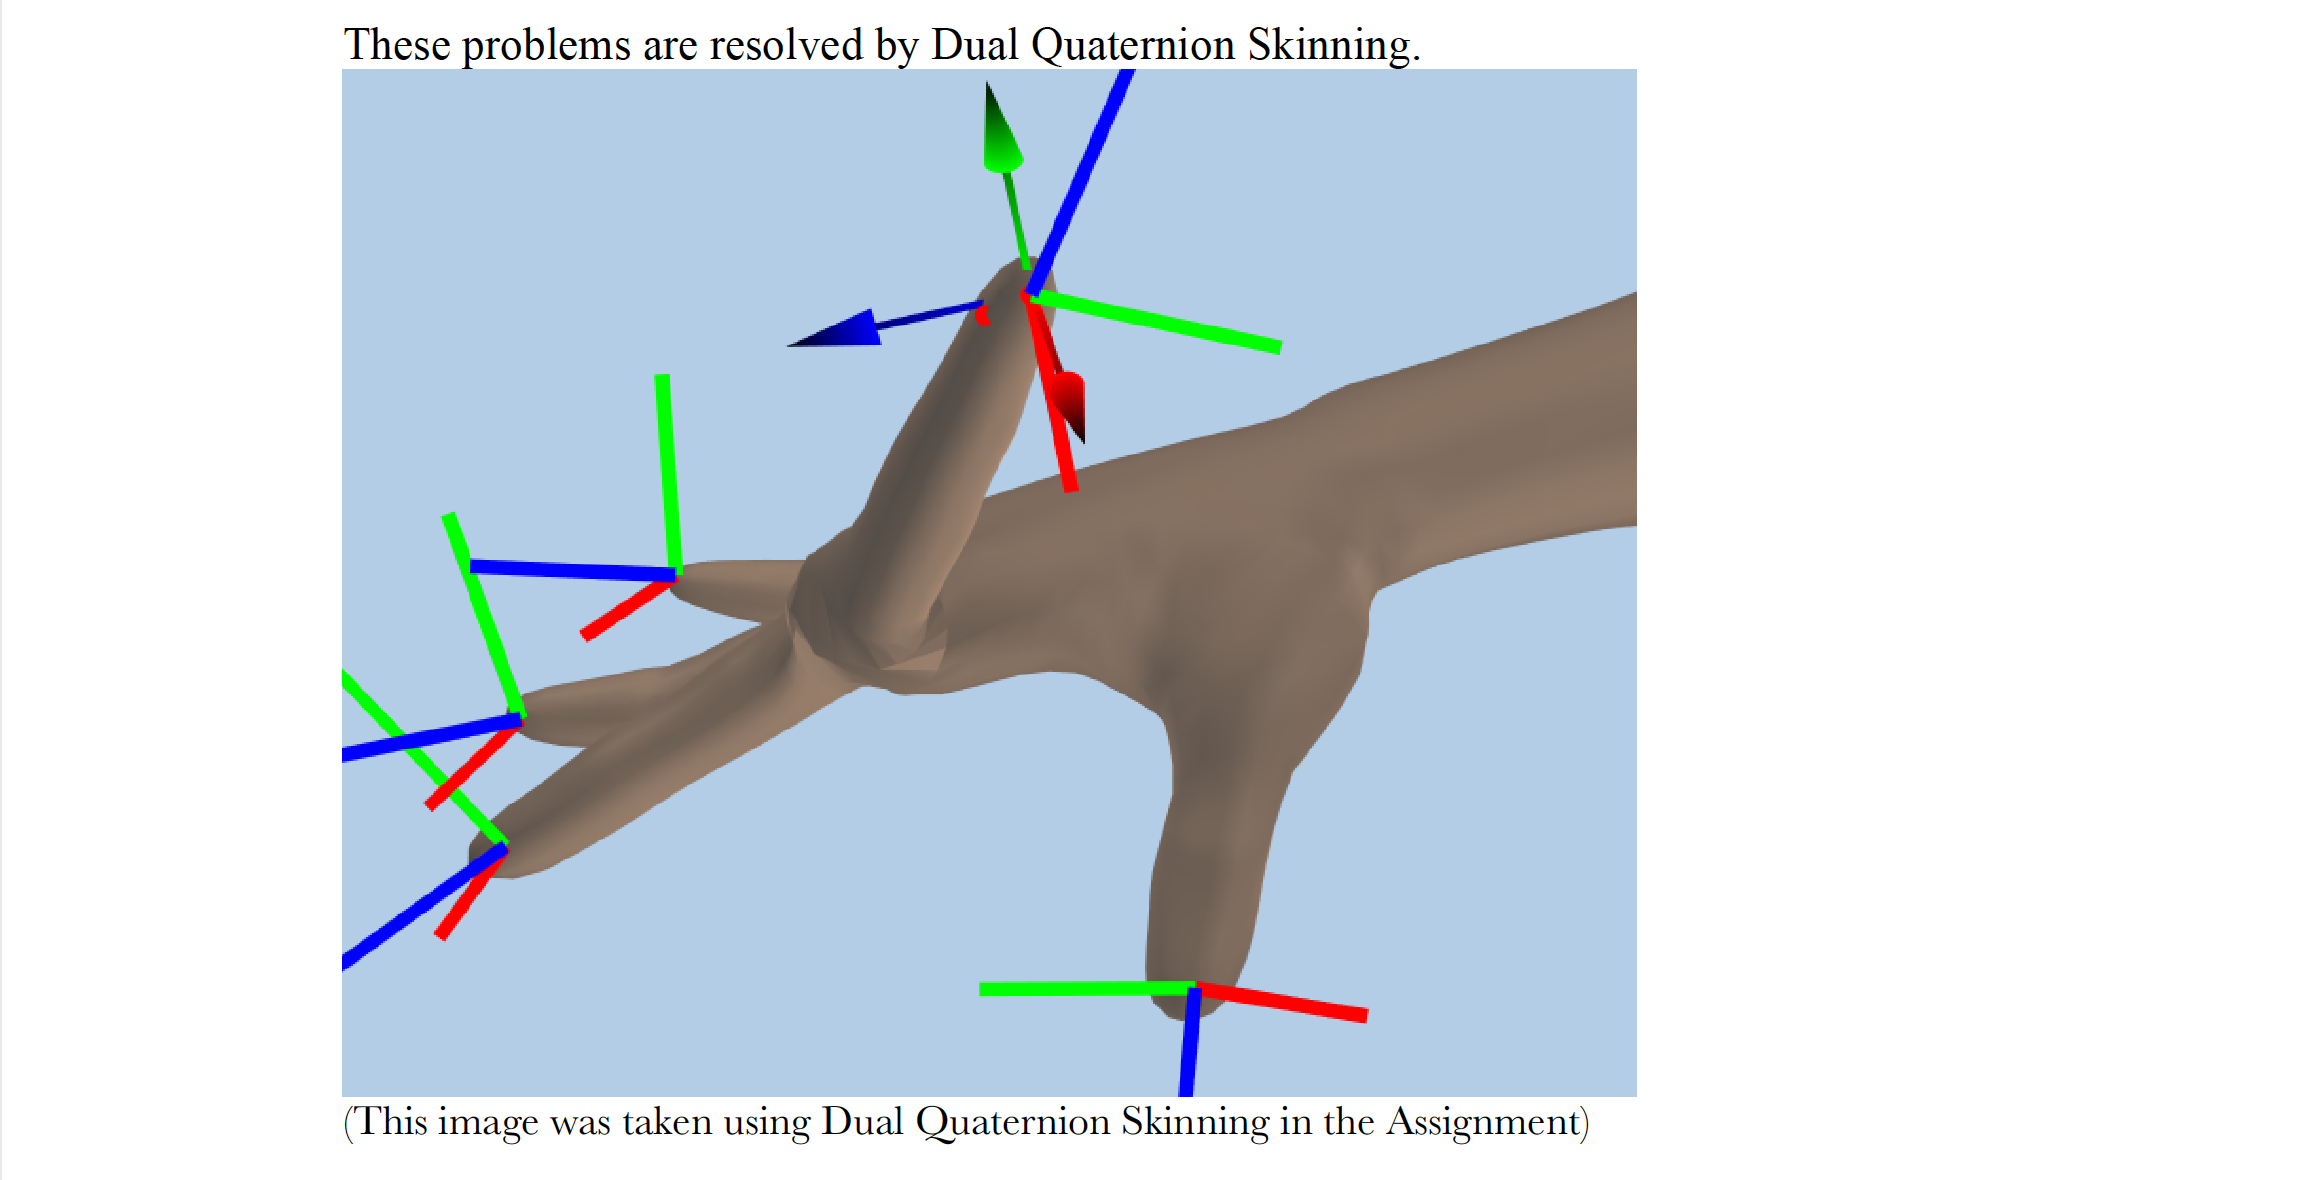 These problems are resolved by Dual Quaternion Skinning.
(This image was taken using Dual Quaternion Skinning in the Assignment)